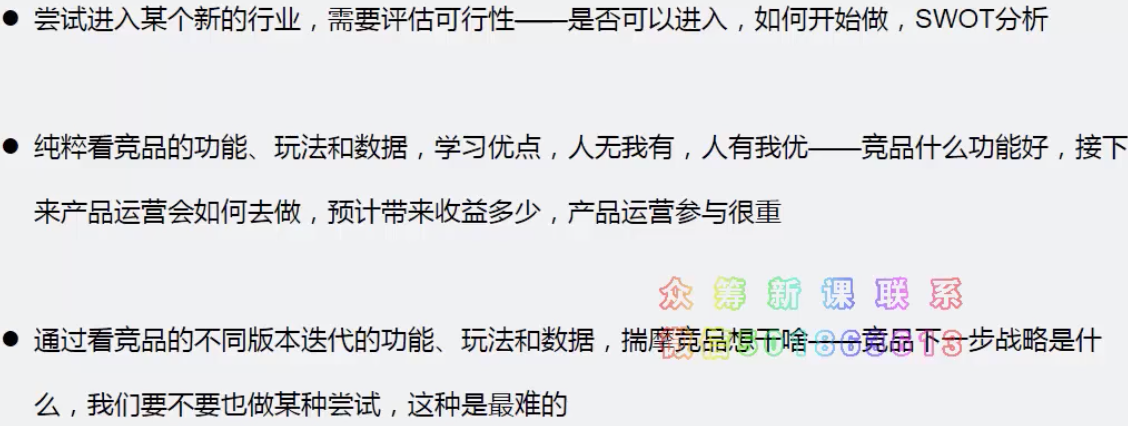 ● 尝试进入某个新的行业，需要评估可行性——是否可以进入，如何开始做，SWOT分析
● 纯粹看竞品的功能、玩法和数据，学习优点，人无我有，人有我优——竞品什么功能好，接下
来产品运营会如何去做，预计带来收益多少，产品运营参与很重
众筹新课联系
● 通过看竞品的不同版本迭代的功能、玩法和数据，揣摩竞品想干啥——竞品下一步战略是什
么，我们要不要也做某种尝试，这种是最难的